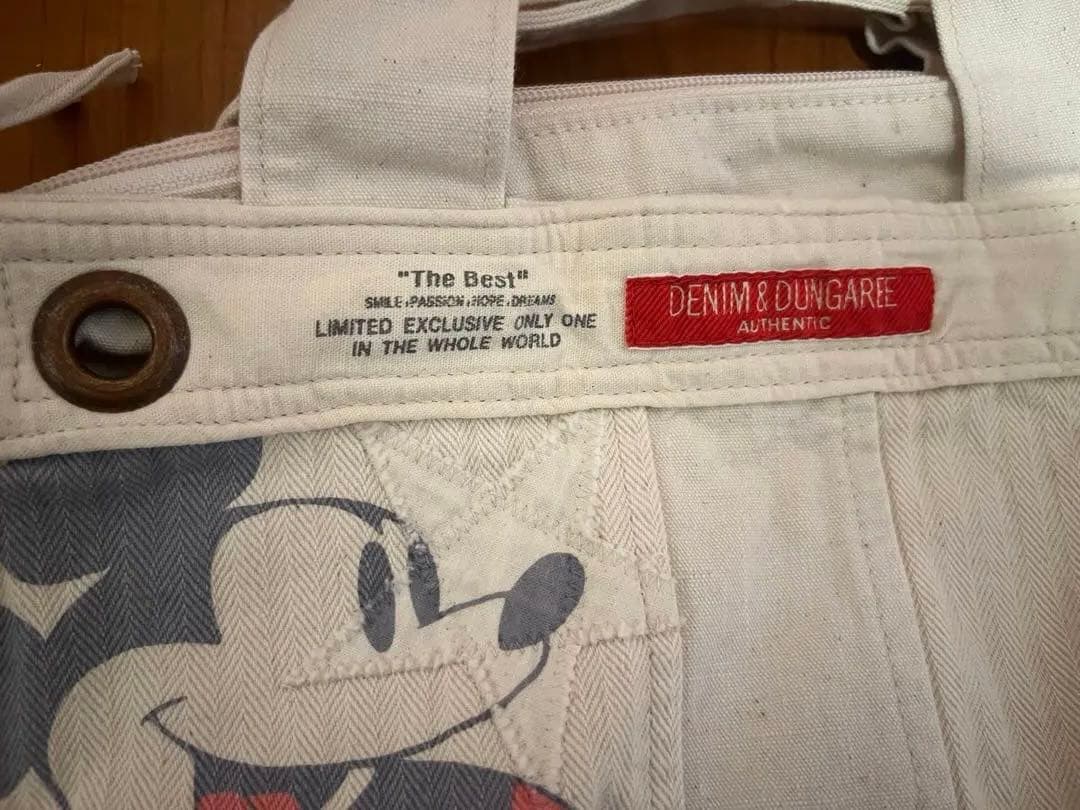 "The Best"
SMILE,PASSION,HOPE,DREAMS
LIMITED EXCLUSIVE ONLY ONE
IN THE WHOLE WORLD
DENIM & DUNGAREE
AUTHENTIC